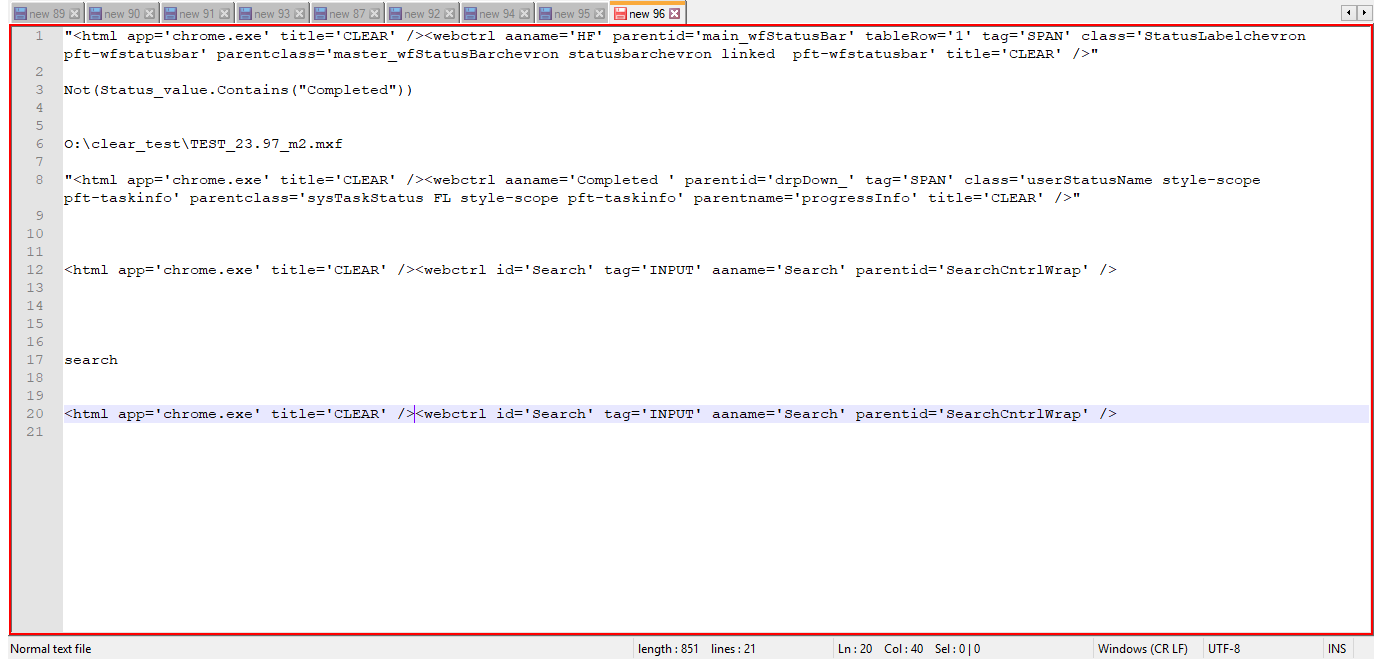 new 89 new 90 new 91 new 93 new 87 new 92 new 94 new 95 new 96
1 "<html app='chrome.exe' title='CLEAR' /><webctrl aaname='HF' parentid='main_wfStatusBar' tableRow='1' tag='SPAN' class='StatusLabelchevron
pft-wfstatusbar' parentclass='master_wfStatusBarchevron statusbarchevron linked  pft-wfstatusbar' title='CLEAR' />"
2
3 Not(Status_value.Contains("Completed"))
4
5
6 O:\clear_test\TEST_23.97_m2.mxf
7
8 "<html app='chrome.exe' title='CLEAR' /><webctrl aaname='Completed ' parentid='drpDown_' tag='SPAN' class='userStatusName style-scope
pft-taskinfo' parentclass='sysTaskStatus FL style-scope pft-taskinfo' parentname='progressInfo' title='CLEAR' />"
9
10
11
12 <html app='chrome.exe' title='CLEAR' /><webctrl id='Search' tag='INPUT' aaname='Search' parentid='SearchCntrlWrap' />
13
14
15
16
17 search
18
19
20 <html app='chrome.exe' title='CLEAR' /><webctrl id='Search' tag='INPUT' aaname='Search' parentid='SearchCntrlWrap' />
21
Normal text file length : 851 lines : 21 Ln : 20 Col : 40 Sel : 0 | 0 Windows (CR LF) UTF-8 INS